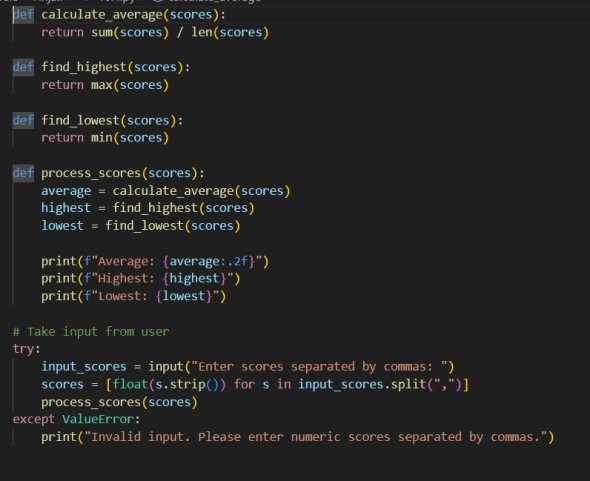 def calculate_average(scores):
    return sum(scores) / len(scores)

def find_highest(scores):
    return max(scores)

def find_lowest(scores):
    return min(scores)

def process_scores(scores):
    average = calculate_average(scores)
    highest = find_highest(scores)
    lowest = find_lowest(scores)

    print(f"Average: {average:.2f}")
    print(f"Highest: {highest}")
    print(f"Lowest: {lowest}")

# Take input from user
try:
    input_scores = input("Enter scores separated by commas: ")
    scores = [float(s.strip()) for s in input_scores.split(",")]
    process_scores(scores)
except ValueError:
    print("Invalid input. Please enter numeric scores separated by commas.")